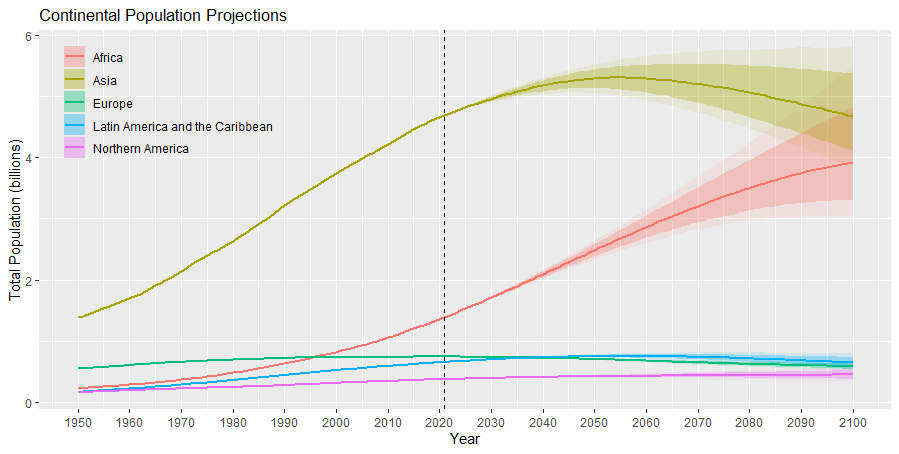 Continental Population Projections
6
4
2
0
Total Population (billions)
Africa
Asia
Europe
Latin America and the Caribbean
Northern America
1950 1960 1970 1980 1990 2000 2010 2020 2030 2040 2050 2060 2070 2080 2090 2100
Year